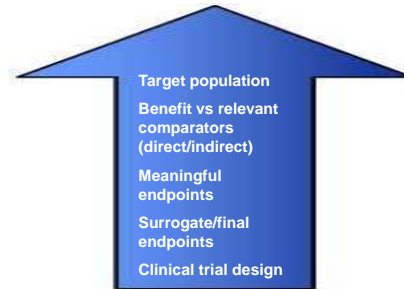 Target population
Benefit vs relevant
comparators
(direct/indirect)
Meaningful
endpoints
Surrogate/final
endpoints
Clinical trial design